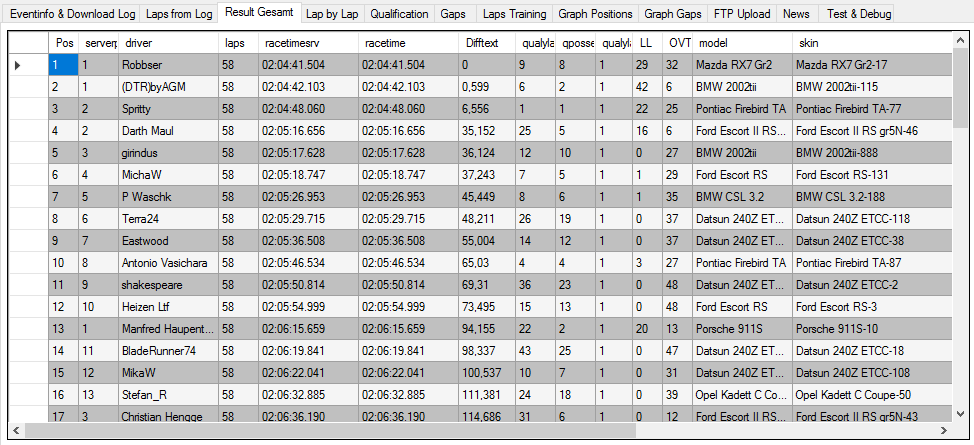 Eventinfo & Download Log Laps from Log Result Gesamt Lap by Lap Qualification Gaps Laps Training Graph Positions Graph Gaps FTP Upload News Test & Debug
Pos serverp driver laps racetimesrv racetime Difftext qualyla qposse qualyla LL OVT model skin
1 1 Robbser 58 02:04:41.504 02:04:41.504 0 9 8 1 29 32 Mazda RX7 Gr2 Mazda RX7 Gr2-17
2 1 (DTR)byAGM 58 02:04:42.103 02:04:42.103 0,599 6 2 1 42 6 BMW 2002tii BMW 2002tii-115
3 2 Spritty 58 02:04:48.060 02:04:48.060 6,556 1 1 1 22 25 Pontiac Firebird TA Pontiac Firebird TA-77
4 2 Darth Maul 58 02:05:16.656 02:05:16.656 35,152 25 5 1 16 6 Ford Escort II RS... Ford Escort II RS gr5N-46
5 3 girindus 58 02:05:17.628 02:05:17.628 36,124 12 10 1 0 27 BMW 2002tii BMW 2002tii-888
6 4 MichaW 58 02:05:18.747 02:05:18.747 37,243 7 5 1 1 29 Ford Escort RS Ford Escort RS-131
7 5 P Waschk 58 02:05:26.953 02:05:26.953 45,449 8 6 1 1 35 BMW CSL 3.2 BMW CSL 3.2-188
8 6 Terra24 58 02:05:29.715 02:05:29.715 48,211 26 19 1 0 37 Datsun 240Z ET... Datsun 240Z ETCC-118
9 7 Eastwood 58 02:05:36.508 02:05:36.508 55,004 14 12 1 0 37 Datsun 240Z ET... Datsun 240Z ETCC-38
10 8 Antonio Vasichara 58 02:05:46.534 02:05:46.534 65,03 4 4 1 3 27 Pontiac Firebird TA Pontiac Firebird TA-87
11 9 shakespeare 58 02:05:50.814 02:05:50.814 69,31 36 23 1 0 48 Datsun 240Z ET... Datsun 240Z ETCC-2
12 10 Heizen Ltf 58 02:05:54.999 02:05:54.999 73,495 15 13 1 0 48 Ford Escort RS Ford Escort RS-3
13 1 Manfred Haupent... 58 02:06:15.659 02:06:15.659 94,155 22 2 1 20 13 Porsche 911S Porsche 911S-10
14 11 BladeRunner74 58 02:06:19.841 02:06:19.841 98,337 43 25 1 0 47 Datsun 240Z ET... Datsun 240Z ETCC-18
15 12 MikaW 58 02:06:22.041 02:06:22.041 100,537 10 7 1 0 31 Datsun 240Z ET... Datsun 240Z ETCC-108
16 13 Stefan_R 58 02:06:32.885 02:06:32.885 111,381 24 18 1 0 39 Opel Kadett C Co... Opel Kadett C Coupe-50
17 3 Christian Hengge 58 02:06:36.190 02:06:36.190 114,686 31 6 1 0 12 Ford Escort II RS... Ford Escort II RS gr5N-43